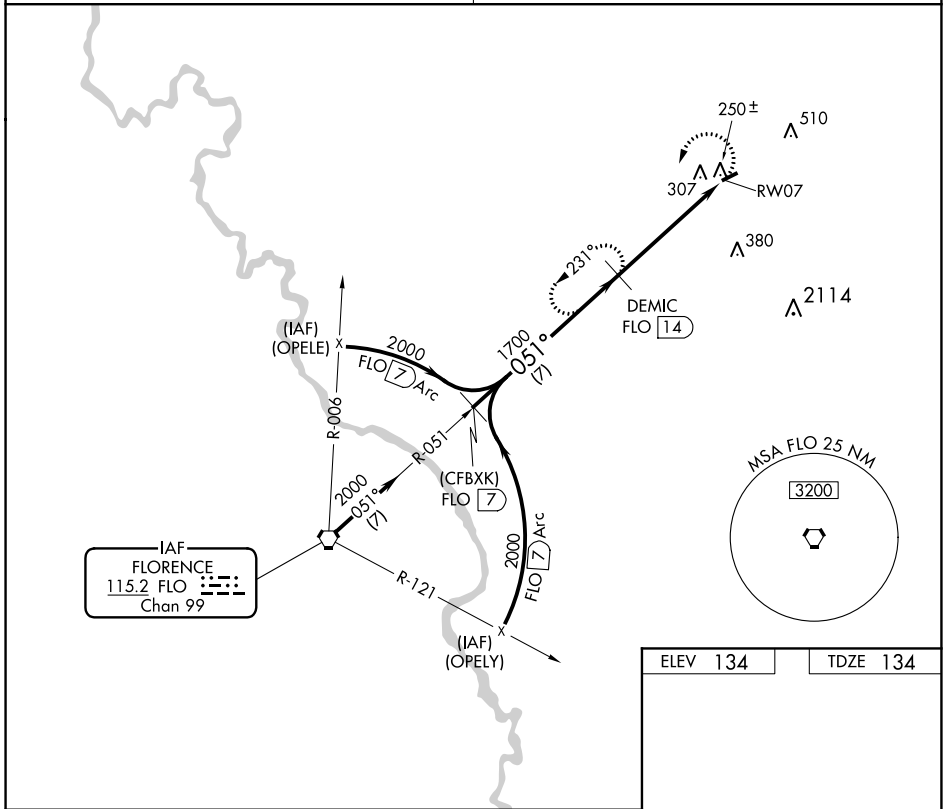 250 ±
510
307
RW07
380
231°
DEMIC
FLO 14
2114
(IAF)
(OPELE) X
2000
FLO 7 Arc
1700
051°
(7)
R-006
R-051
(CFBXK)
FLO 7
2000
051°
(7)
MSA FLO 25 NM
3200
IAF
FLORENCE
115.2 FLO
Chan 99
R-121
2000
FLO 7 Arc
X
(IAF)
(OPELY)
ELEV 134
TDZE 134